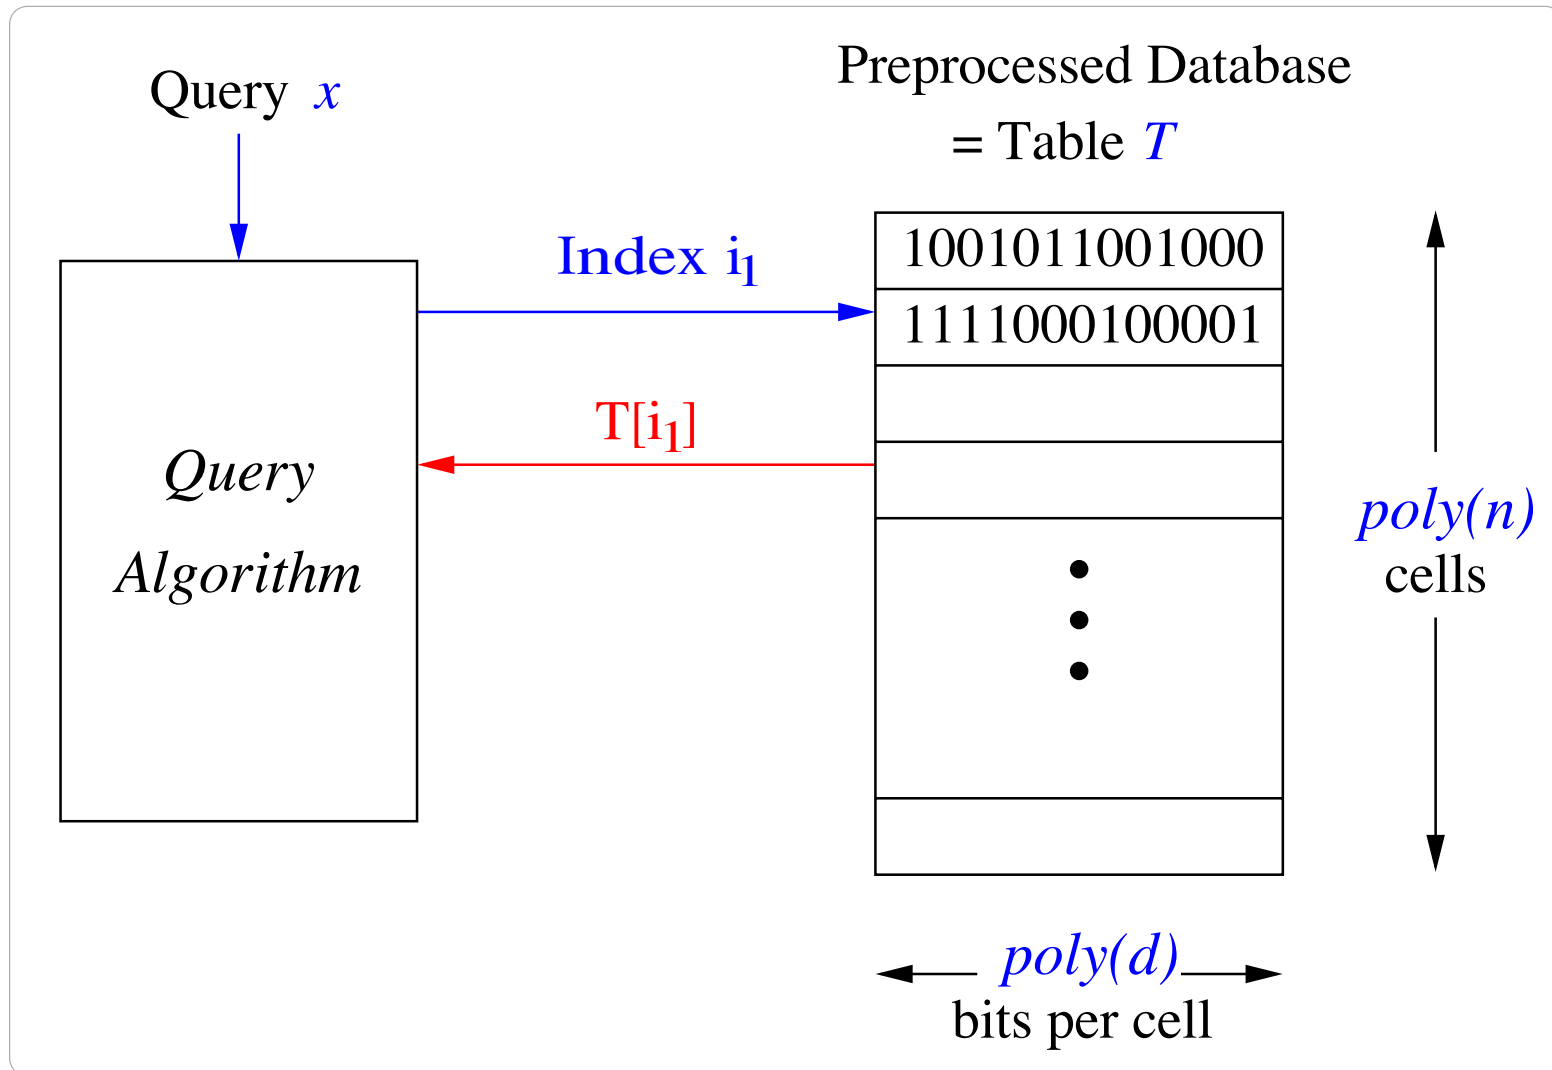 Query x
Preprocessed Database
= Table T
Index i1
1001011001000
1111000100001
T[i1]
Query
Algorithm
poly(n)
cells
poly(d)
bits per cell